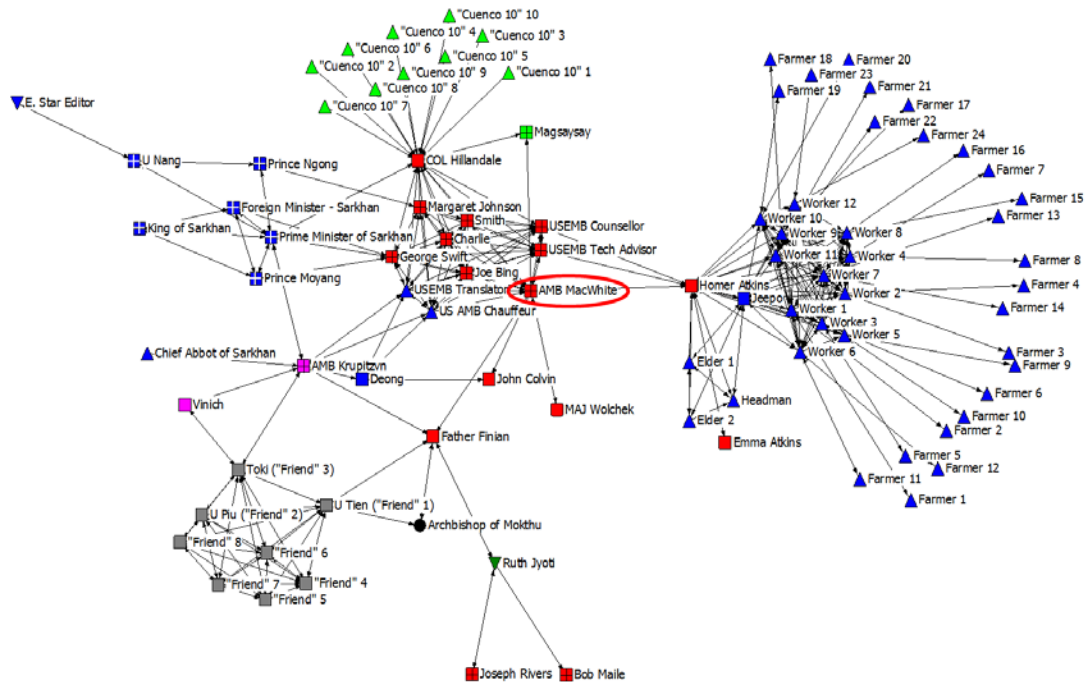 "Cuenco 10" 10
"Cuenco 10" 4
"Cuenco 10" 3
"Cuenco 10" 6
"Cuenco 10" 5
"Cuenco 10" 2
"Cuenco 10" 9
"Cuenco 10" 1
"Cuenco 10" 8
"Cuenco 10" 7
E. Star Editor
Magsaysay
U Nang
Prince Ngong
COL Hillandale
Foreign Minister - Sarkhan
Margaret Johnson
Smith
USEMB Counsellor
King of Sarkhan
Prime Minister of Sarkhan
Charlie
USEMB Tech Advisor
George Swift
Prince Moyang
Joe Bing
USEMB Translator
AMB MacWhite
US AMB Chauffeur
Chief Abbot of Sarkhan
AMB Krupitzyn
Deong
John Colvin
MAJ Wolchek
Vinich
Father Finian
Toki ("Friend" 3)
U Tien ("Friend" 1)
U Piu ("Friend" 2)
Archbishop of Mokthu
"Friend" 8
"Friend" 6
"Friend" 7
"Friend" 4
"Friend" 5
Ruth Jyoti
Joseph Rivers
Bob Maile
Homer Atkins
Jeepo
Elder 1
Headman
Elder 2
Emma Atkins
Worker 12
Worker 10
Worker 9
Worker 8
Worker 11
Worker 4
Worker 7
Worker 2
Worker 1
Worker 3
Worker 5
Worker 6
Farmer 18
Farmer 20
Farmer 23
Farmer 19
Farmer 21
Farmer 17
Farmer 22
Farmer 24
Farmer 16
Farmer 7
Farmer 15
Farmer 13
Farmer 8
Farmer 4
Farmer 14
Farmer 3
Farmer 9
Farmer 6
Farmer 10
Farmer 2
Farmer 5
Farmer 12
Farmer 11
Farmer 1